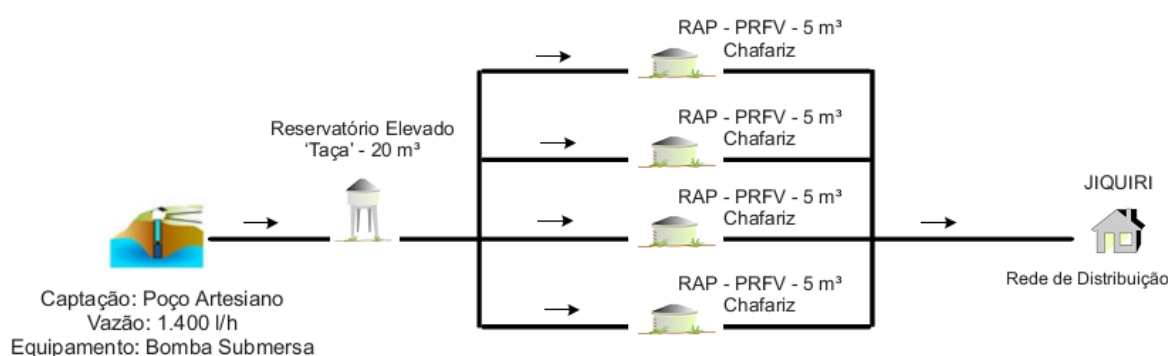 RAP - PRFV - 5 m³
Chafariz
RAP - PRFV - 5 m³
Chafariz
Reservatório Elevado
'Taça' - 20 m³
RAP - PRFV - 5 m³
Chafariz
JIQUIRI
RAP - PRFV - 5 m³
Chafariz
Rede de Distribuição
Captação: Poço Artesiano
Vazão: 1.400 l/h
Equipamento: Bomba Submersa